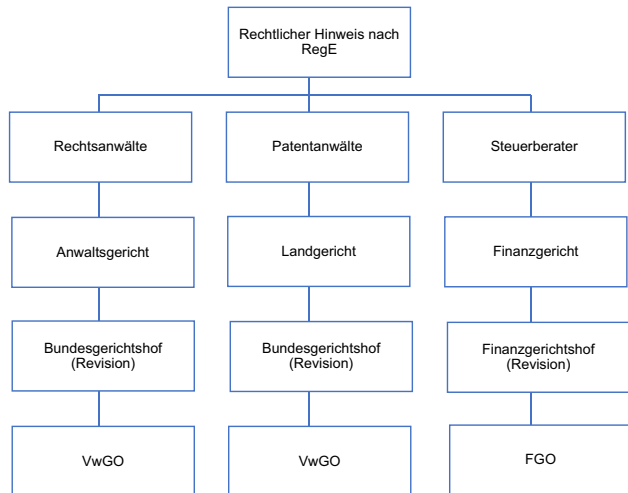 Rechtlicher Hinweis nach
RegE
Rechtsanwälte
Patentanwälte
Steuerberater
Anwaltsgericht
Landgericht
Finanzgericht
Bundesgerichtshof
(Revision)
Bundesgerichtshof
(Revision)
Finanzgerichtshof
(Revision)
VwGO
VwGO
FGO